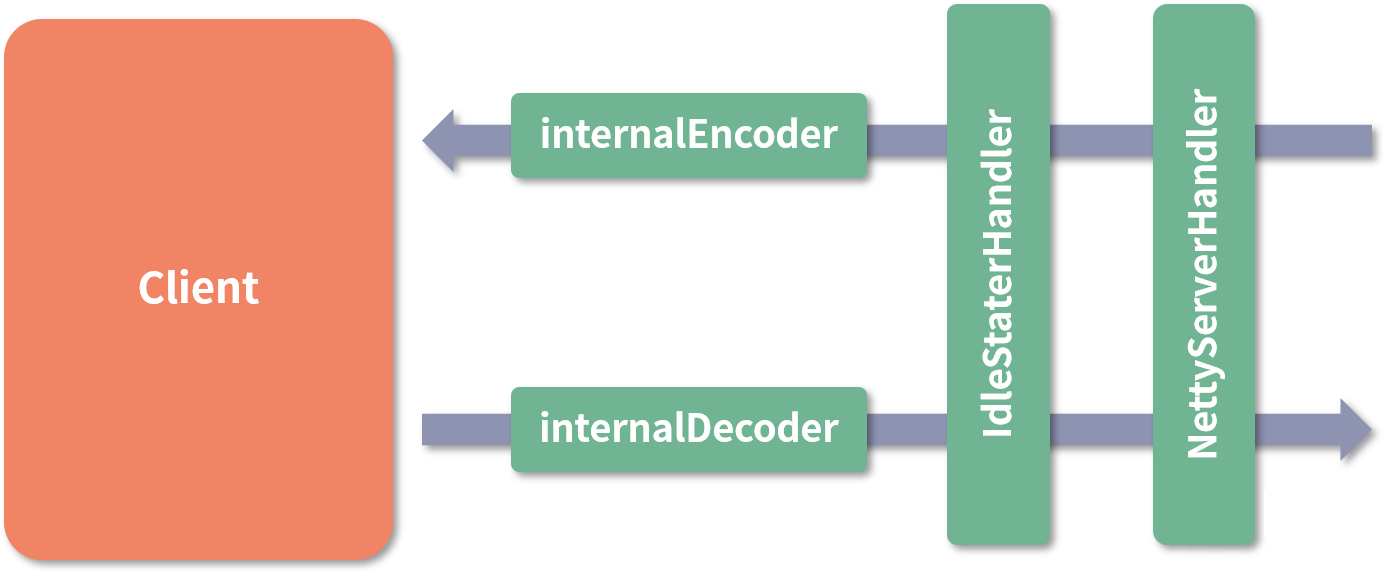 Client
internalEncoder
internalDecoder
IdleStaterHandler
NettyServerHandler